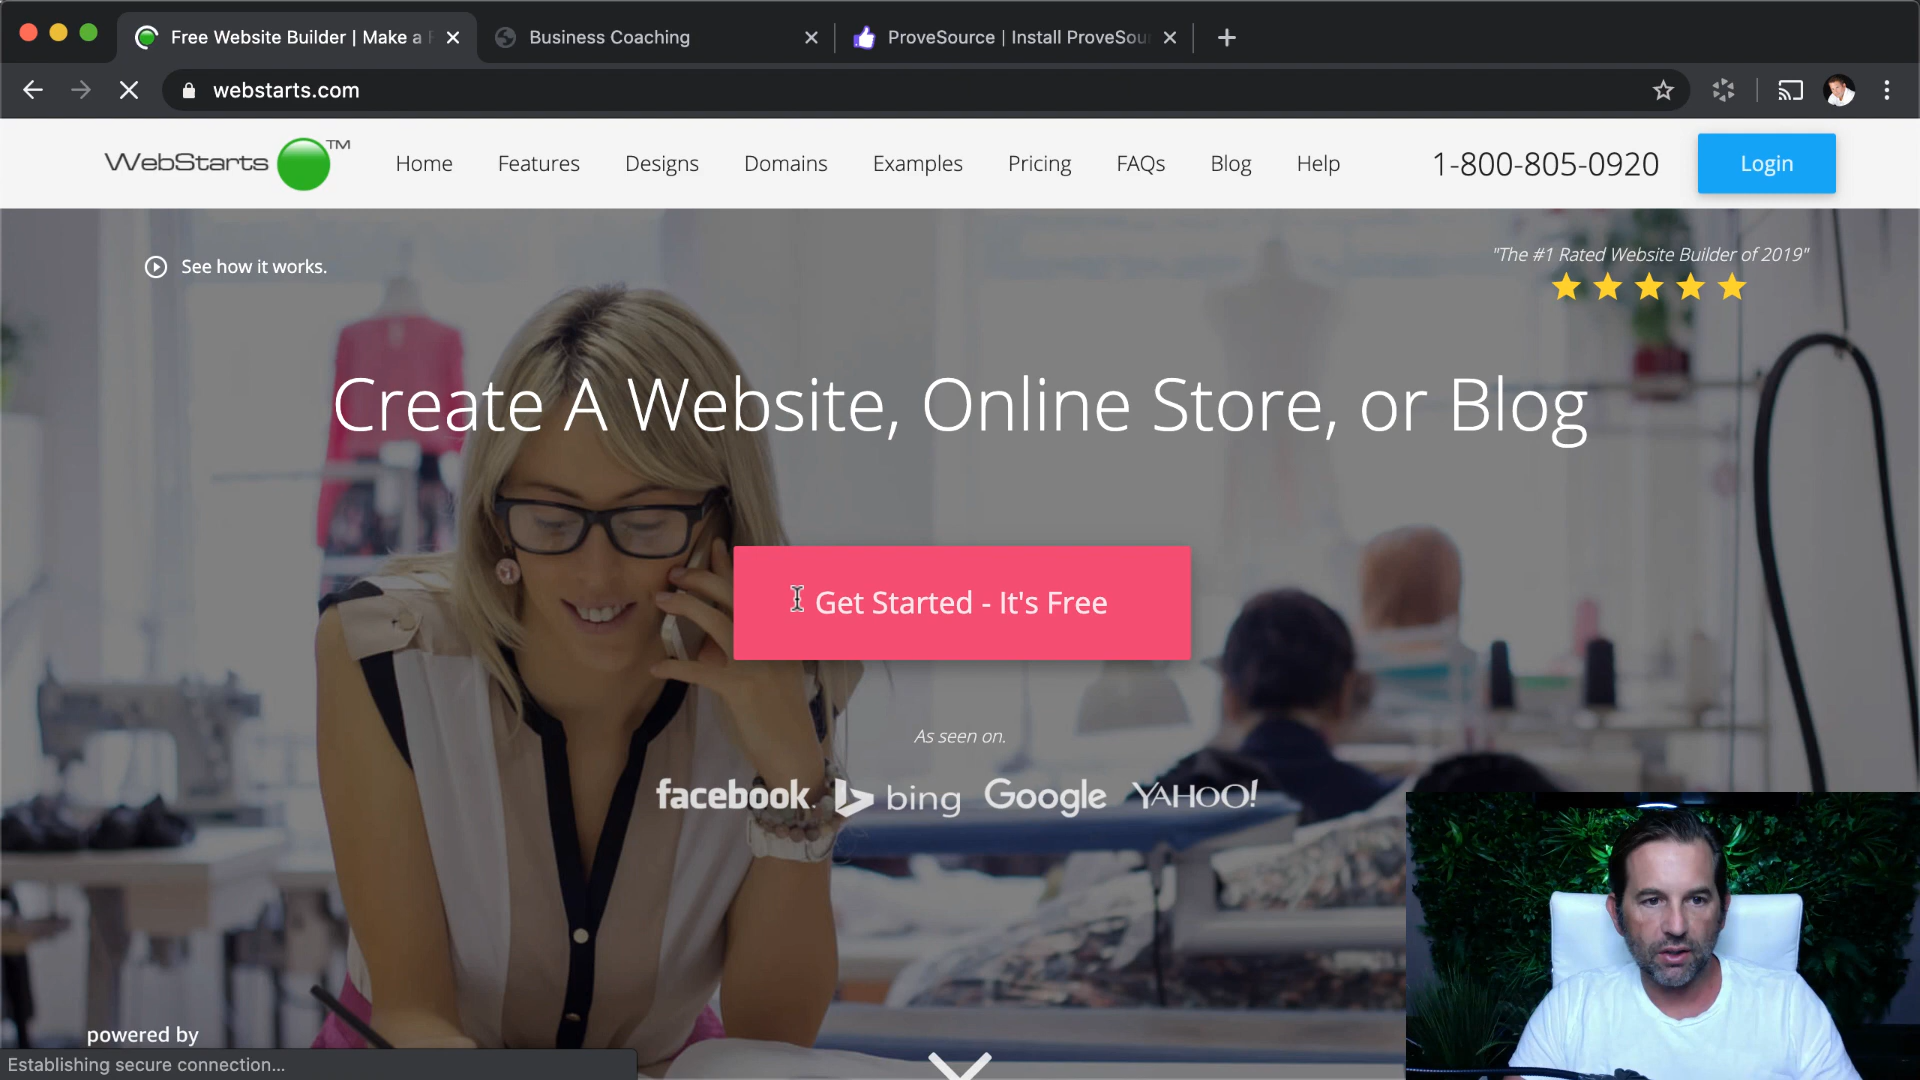 Free Website Builder | Make a F
Business Coaching
ProveSource | Install ProveSou
webstarts.com
WebStarts TM
Home
Features
Designs
Domains
Examples
Pricing
FAQs
Blog
Help
1-800-805-0920
Login
See how it works.
"The #1 Rated Website Builder of 2019"
Create A Website, Online Store, or Blog
Get Started - It's Free
As seen on.
facebook. bing Google YAHOO!
powered by
Establishing secure connection...